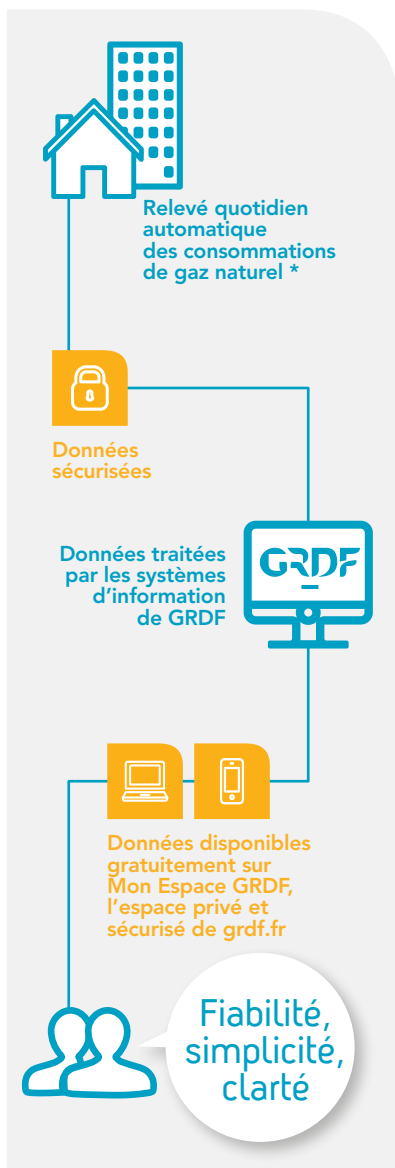 Relevé quotidien
automatique
des consommations
de gaz naturel *
Données
sécurisées
Données traitées
par les systèmes
d'information
de GRDF
GRDF
Données disponibles
gratuitement sur
Mon Espace GRDF,
l'espace privé et
sécurisé de grdf.fr
Fiabilité,
simplicité,
clarté